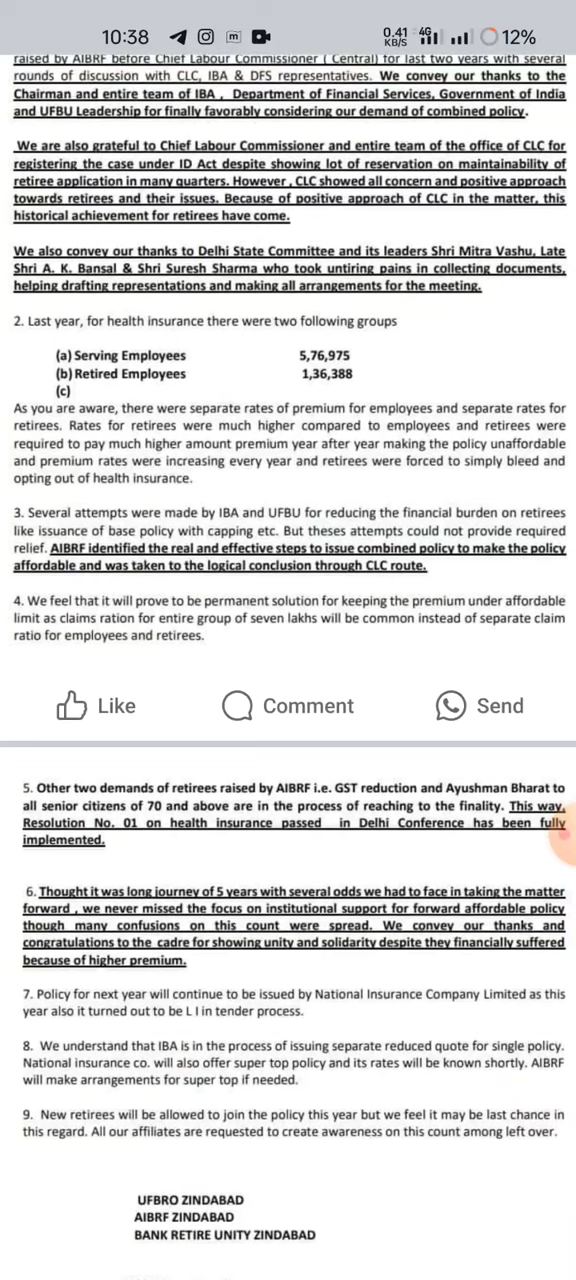 10:38
m
0.41 KB/S 4G 12%
raised by AIBRF before Chief Labour Commissioner ( Central) for last two years with several
rounds of discussion with CLC, IBA & DFS representatives. We convey our thanks to the
Chairman and entire team of IBA , Department of Financial Services, Government of India
and UFBU Leadership for finally favorably considering our demand of combined policy.
We are also grateful to Chief Labour Commissioner and entire team of the office of CLC for
registering the case under ID Act despite showing lot of reservation on maintainability of
retiree application in many quarters. However , CLC showed all concern and positive approach
towards retirees and their issues. Because of positive approach of CLC in the matter, this
historical achievement for retirees have come.
We also convey our thanks to Delhi State Committee and its leaders Shri Mitra Vashu, Late
Shri A. K. Bansal & Shri Suresh Sharma who took untiring pains in collecting documents,
helping drafting representations and making all arrangements for the meeting.
2. Last year, for health insurance there were two following groups
(a) Serving Employees 5,76,975
(b) Retired Employees 1,36,388
(c)
As you are aware, there were separate rates of premium for employees and separate rates for
retirees. Rates for retirees were much higher compared to employees and retirees were
required to pay much higher amount premium year after year making the policy unaffordable
and premium rates were increasing every year and retirees were forced to simply bleed and
opting out of health insurance.
3. Several attempts were made by IBA and UFBU for reducing the financial burden on retirees
like issuance of base policy with capping etc. But theses attempts could not provide required
relief. AIBRF identified the real and effective steps to issue combined policy to make the policy
affordable and was taken to the logical conclusion through CLC route.
4. We feel that it will prove to be permanent solution for keeping the premium under affordable
limit as claims ration for entire group of seven lakhs will be common instead of separate claim
ratio for employees and retirees.
Like Comment Send
5. Other two demands of retirees raised by AIBRF i.e. GST reduction and Ayushman Bharat to
all senior citizens of 70 and above are in the process of reaching to the finality. This way,
Resolution No. 01 on health insurance passed in Delhi Conference has been fully
implemented.
6. Thought it was long journey of 5 years with several odds we had to face in taking the matter
forward , we never missed the focus on institutional support for forward affordable policy
though many confusions on this count were spread. We convey our thanks and
congratulations to the cadre for showing unity and solidarity despite they financially suffered
because of higher premium.
7. Policy for next year will continue to be issued by National Insurance Company Limited as this
year also it turned out to be L I in tender process.
8. We understand that IBA is in the process of issuing separate reduced quote for single policy.
National insurance co. will also offer super top policy and its rates will be known shortly. AIBRF
will make arrangements for super top if needed.
9. New retirees will be allowed to join the policy this year but we feel it may be last chance in
this regard. All our affiliates are requested to create awareness on this count among left over.
UFBRO ZINDABAD
AIBRF ZINDABAD
BANK RETIRE UNITY ZINDABAD